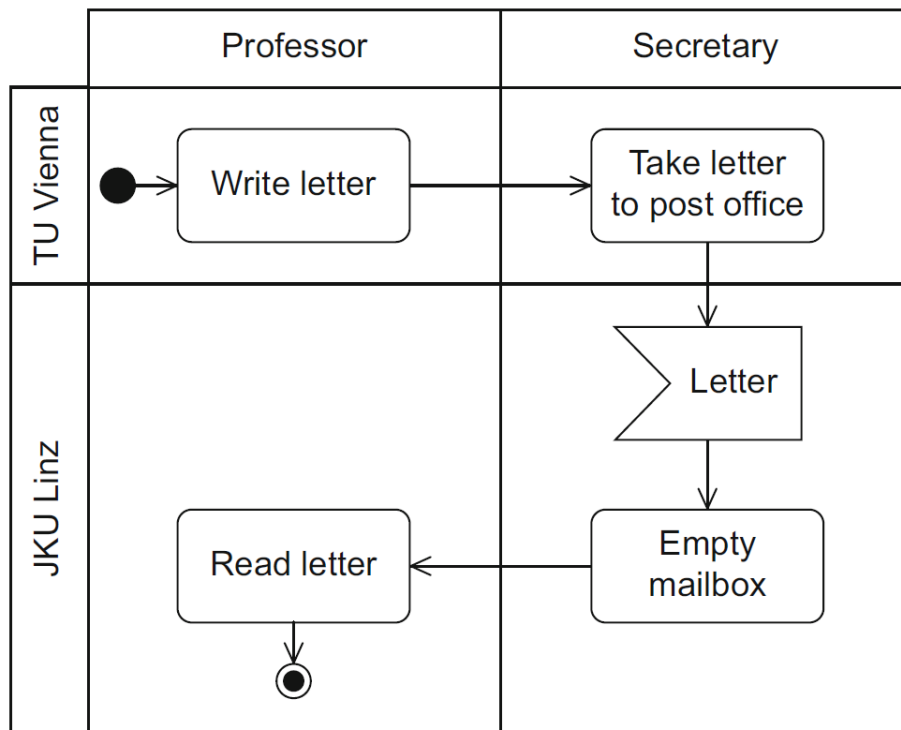 Professor
Secretary
TU Vienna
Write letter
Take letter
to post office
JKU Linz
Letter
Read letter
Empty
mailbox